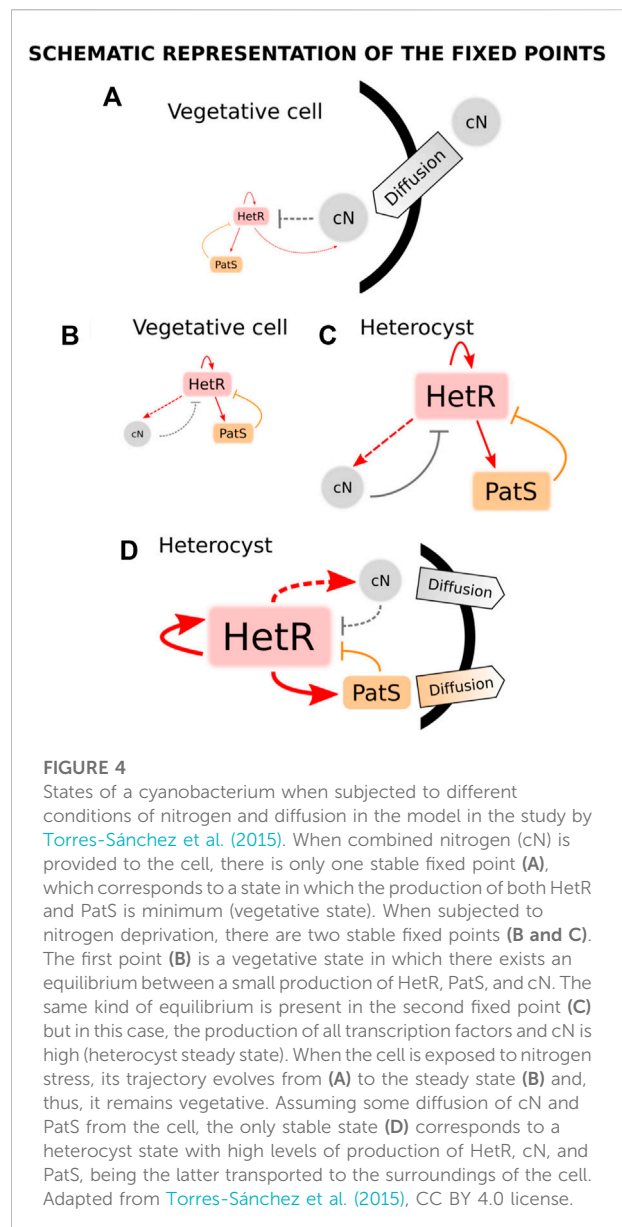 SCHEMATIC REPRESENTATION OF THE FIXED POINTS
A
Vegetative cell
cN
Diffusion
HetR
cN
PatS
B
Vegetative cell
HetR
cN
PatS
C
Heterocyst
HetR
cN
PatS
D
Heterocyst
cN
Diffusion
HetR
PatS
Diffusion
FIGURE 4
States of a cyanobacterium when subjected to different
conditions of nitrogen and diffusion in the model in the study by
Torres-Sánchez et al. (2015). When combined nitrogen (cN) is
provided to the cell, there is only one stable fixed point (A),
which corresponds to a state in which the production of both HetR
and PatS is minimum (vegetative state). When subjected to
nitrogen deprivation, there are two stable fixed points (B and C).
The first point (B) is a vegetative state in which there exists an
equilibrium between a small production of HetR, PatS, and cN. The
same kind of equilibrium is present in the second fixed point (C)
but in this case, the production of all transcription factors and cN is
high (heterocyst steady state). When the cell is exposed to nitrogen
stress, its trajectory evolves from (A) to the steady state (B) and,
thus, it remains vegetative. Assuming some diffusion of cN and
PatS from the cell, the only stable state (D) corresponds to a
heterocyst state with high levels of production of HetR, cN, and
PatS, being the latter transported to the surroundings of the cell.
Adapted from Torres-Sánchez et al. (2015), CC BY 4.0 license.